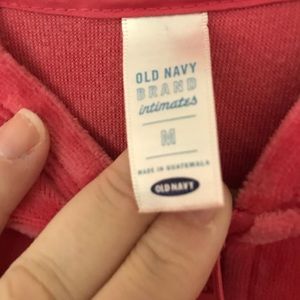 OLD NAVY
BRAND
intimates
M
MADE IN GUATEMALA
OLD NAVY